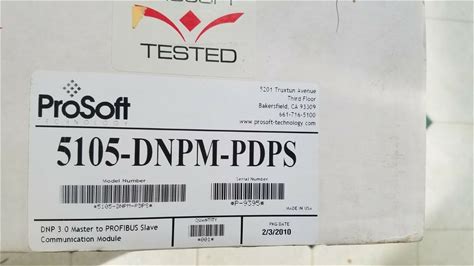 TESTED
ProSoft
TECHNOLOGY
5201 Truxtun Avenue
Third Floor
Bakersfield, CA 93309
661-716-5100
www.prosoft-technology.com
5105-DNPM-PDPS
Model Number
Serial Number
*5105-DNPM-PDPS*
*P-9395*
MADE IN USA
DNP 3.0 Master to PROFIBUS Slave
Communication Module
QUANTITY
*001*
PKG DATE
2/3/2010